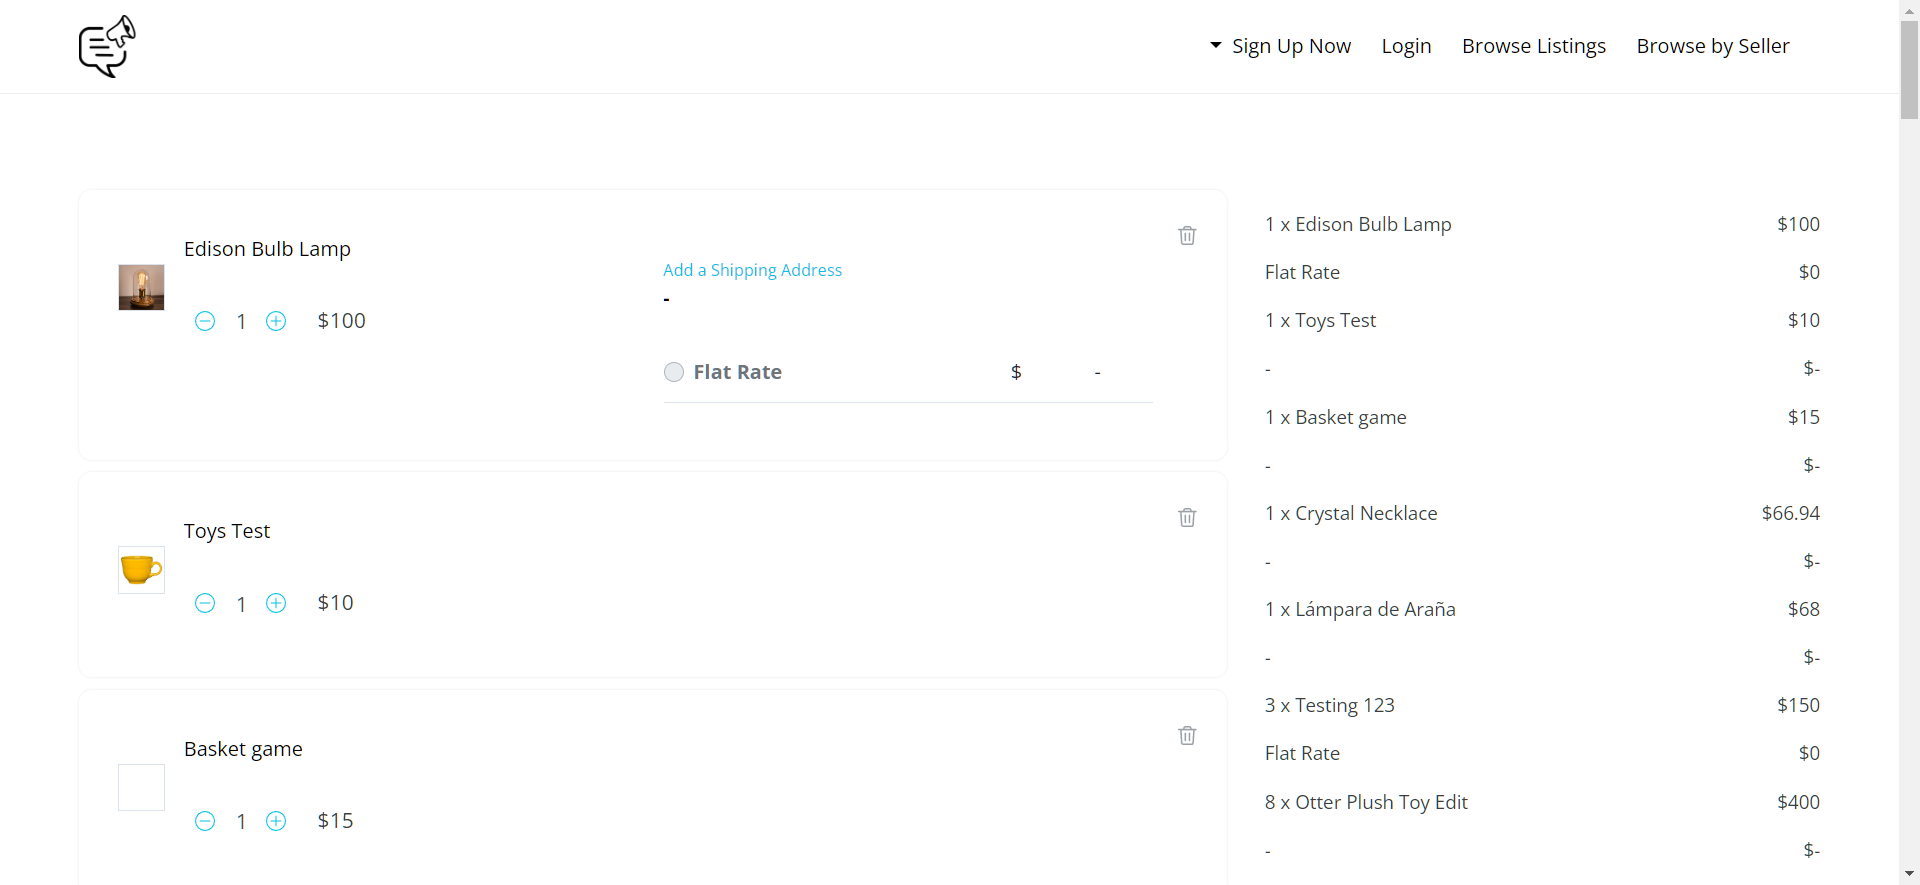 Sign Up Now
Login
Browse Listings
Browse by Seller
Edison Bulb Lamp
1
$100
Add a Shipping Address
-
Flat Rate
$
-
Toys Test
1
$10
Basket game
1
$15
1 x Edison Bulb Lamp $100
Flat Rate $0
1 x Toys Test $10
- $-
1 x Basket game $15
- $-
1 x Crystal Necklace $66.94
- $-
1 x Lámpara de Araña $68
- $-
3 x Testing 123 $150
Flat Rate $0
8 x Otter Plush Toy Edit $400
- $-